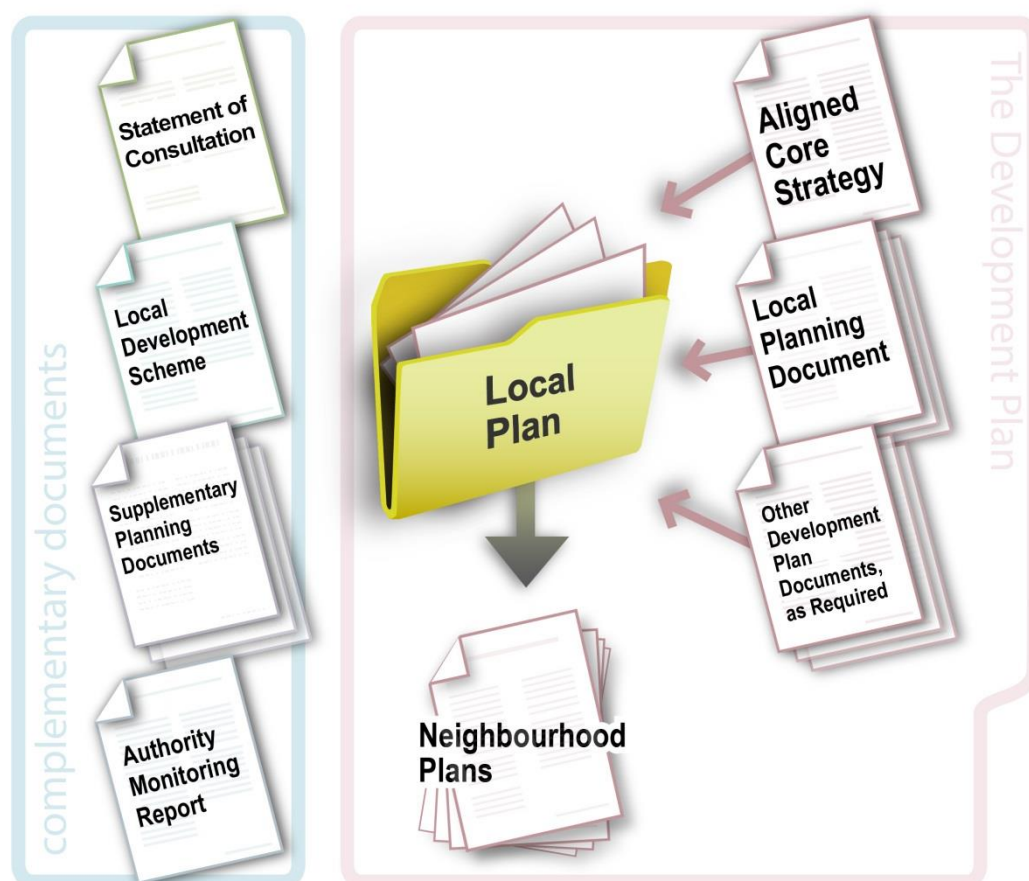 complementary documents
Statement of
Consultation
Local
Development
Scheme
Supplementary
Planning
Documents
Authority
Monitoring
Report
The Development Plan
Aligned
Core
Strategy
Local
Planning
Document
Other
Development
Plan
Documents,
as Required
Local
Plan
Neighbourhood
Plans